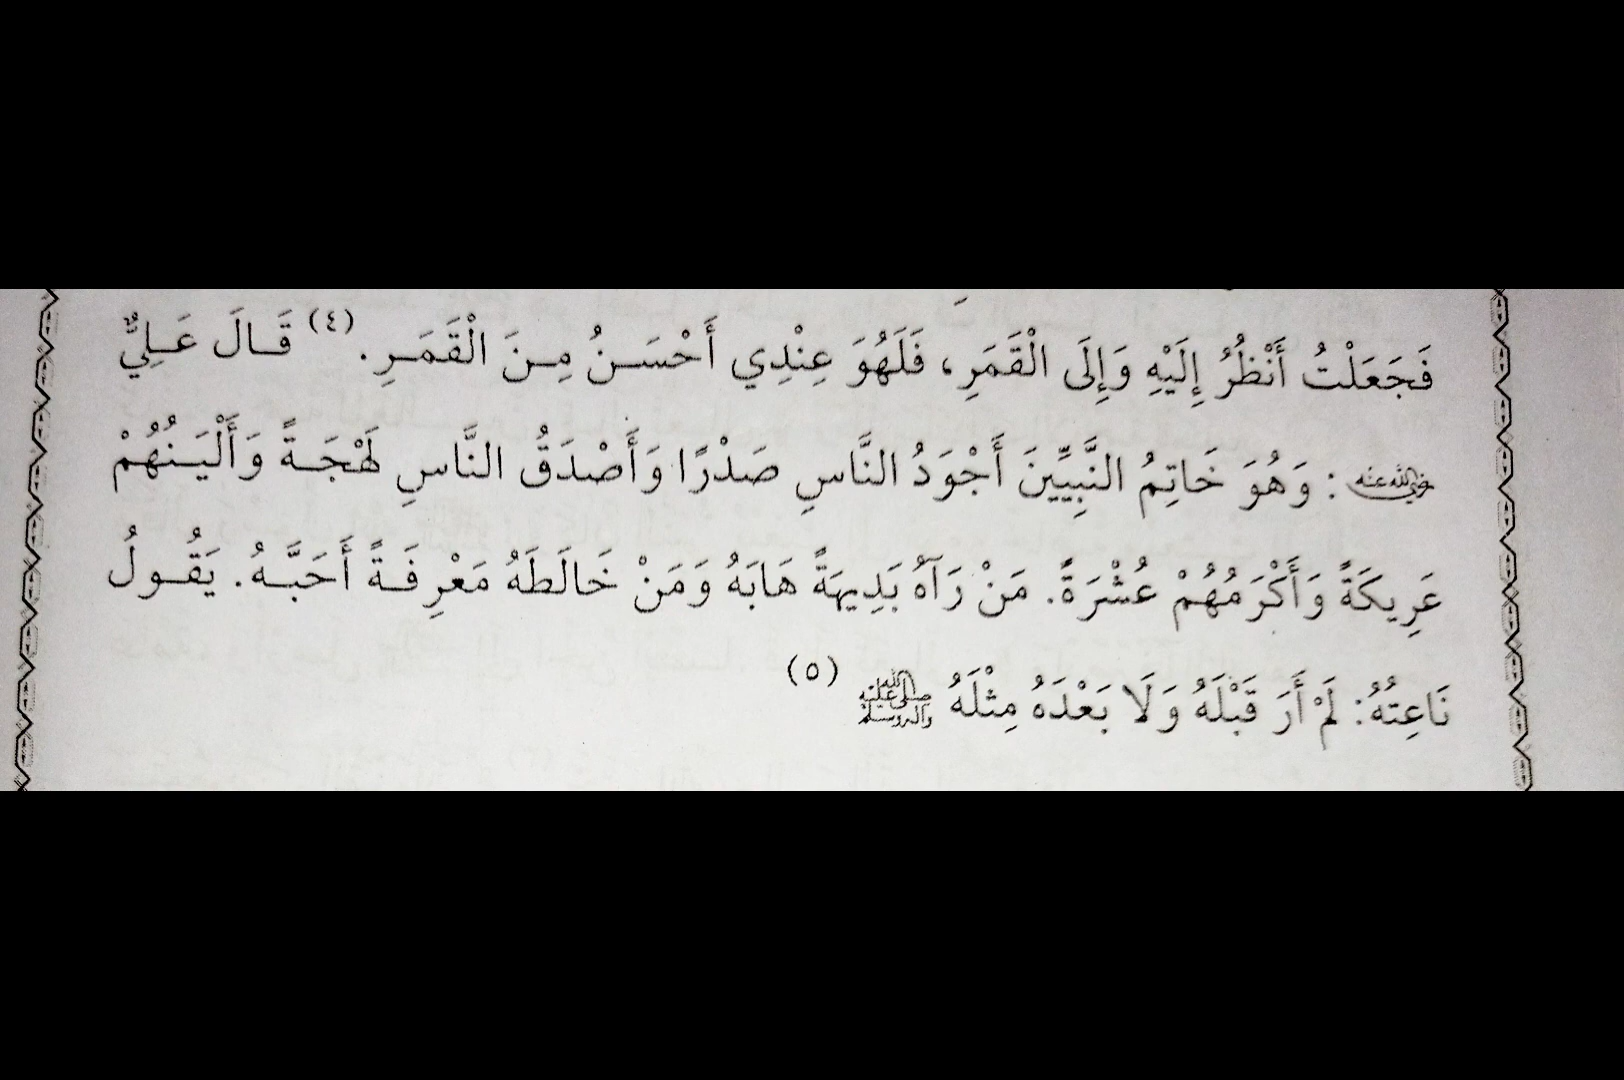 فَجَعَلْتُ أَنْظُرُ إِلَيْهِ وَإِلَى الْقَمَرِ، فَلَهُوَ عِنْدِي أَحْسَنُ مِنَ الْقَمَرِ. (٤) قَالَ عَلِيٌّ
رضي الله عنه: وَهُوَ خَاتِمُ النَّبِيِّينَ أَجْوَدُ النَّاسِ صَدْرًا وَأَصْدَقُ النَّاسِ لَهْجَةً وَأَلْيَنُهُمْ
عَرِيكَةً وَأَكْرَمُهُمْ عُشْرَةً. مَنْ رَآهُ بَدِيهَةً هَابَهُ وَمَنْ خَالَطَهُ مَعْرِفَةً أَحَبَّهُ. يَقُولُ
نَاعِتُهُ: لَمْ أَرَ قَبْلَهُ وَلَا بَعْدَهُ مِثْلَهُ صلى الله عليه وآله وسلم (٥)